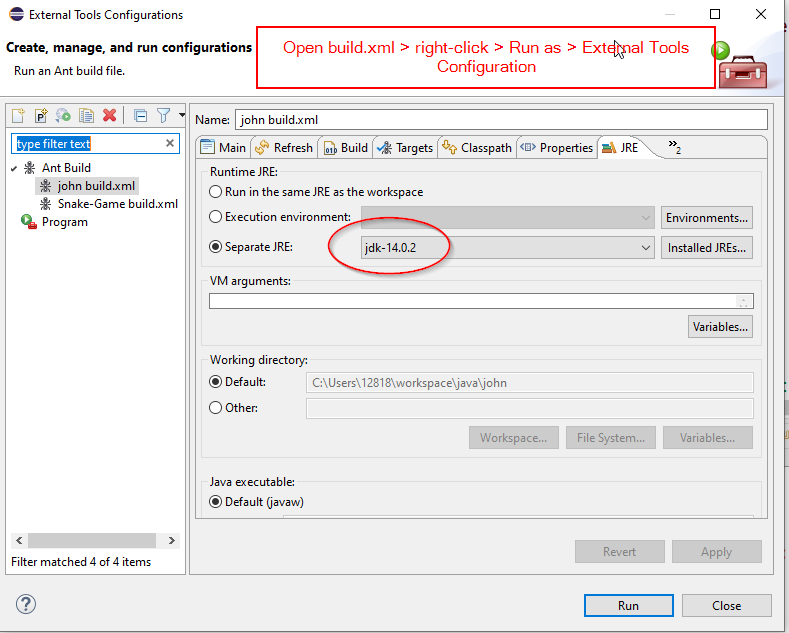 External Tools Configurations
Create, manage, and run configurations
Run an Ant build file.
Open build.xml > right-click > Run as > External Tools
Configuration
type filter text
Ant Build
john build.xml
Snake-Game build.xml
Program
Filter matched 4 of 4 items
Name: john build.xml
Main Refresh Build Targets Classpath Properties JRE »2
Runtime JRE:
Run in the same JRE as the workspace
Execution environment: Environments...
Separate JRE: jdk-14.0.2 Installed JREs...
VM arguments:
Variables...
Working directory:
Default: C:\Users\12818\workspace\java\john
Other:
Workspace... File System... Variables...
Java executable:
Default (javaw)
Revert Apply
Run Close